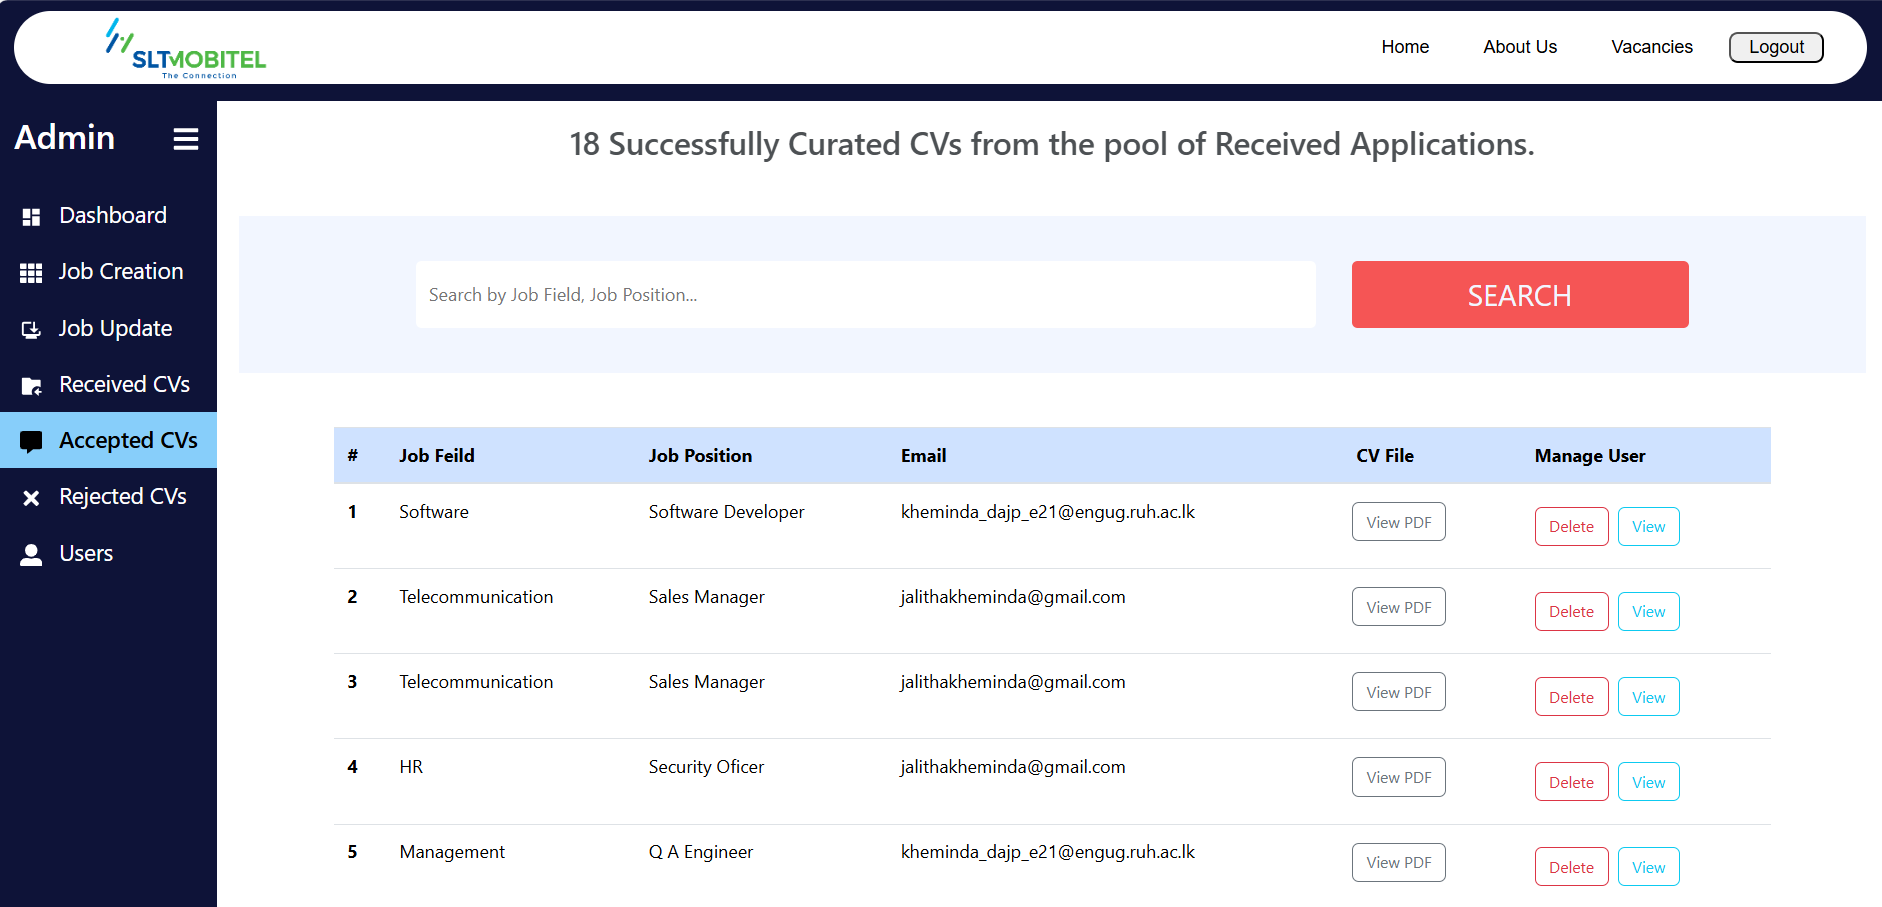 SLTMOBITEL
The Connection
Home About Us Vacancies Logout
Admin
Dashboard
Job Creation
Job Update
Received CVs
Accepted CVs
Rejected CVs
Users
18 Successfully Curated CVs from the pool of Received Applications.
Search by Job Field, Job Position...
SEARCH
# Job Feild Job Position Email CV File Manage User
1 Software Software Developer kheminda_dajp_e21@engug.ruh.ac.lk View PDF Delete View
2 Telecommunication Sales Manager jalithakheminda@gmail.com View PDF Delete View
3 Telecommunication Sales Manager jalithakheminda@gmail.com View PDF Delete View
4 HR Security Oficer jalithakheminda@gmail.com View PDF Delete View
5 Management Q A Engineer kheminda_dajp_e21@engug.ruh.ac.lk View PDF Delete View